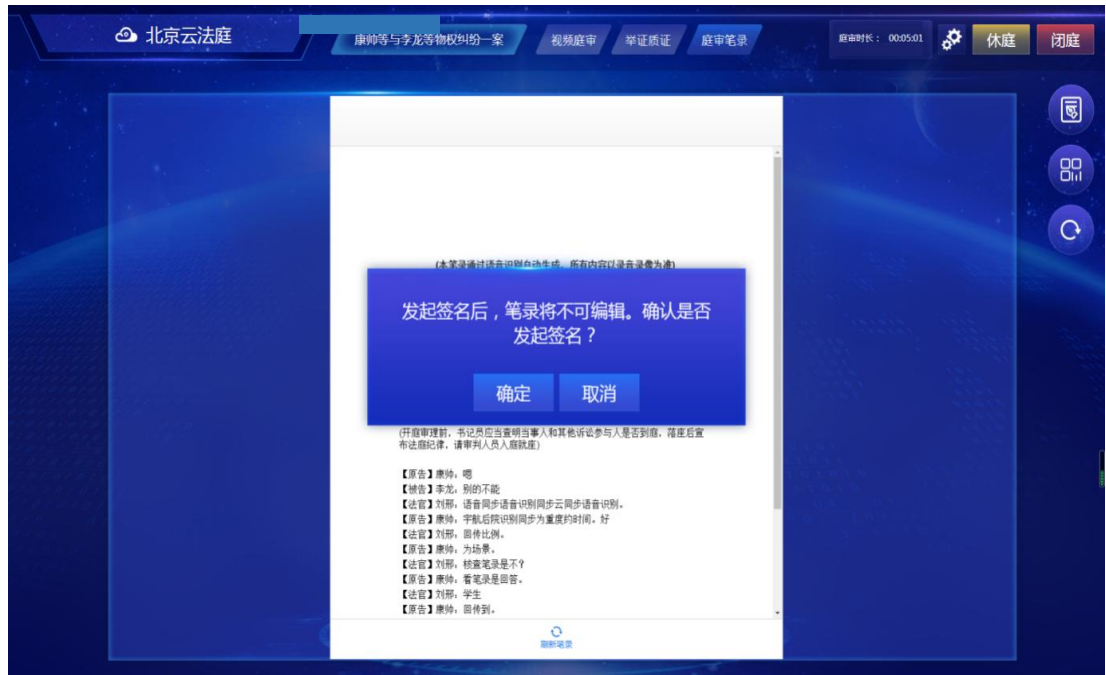 北京云法庭
康帅等与李龙等物权纠纷一案
视频庭审
举证质证
庭审笔录
庭审时长： 00:05:01
休庭
闭庭
(本笔录通过语音识别自动生成，所有内容以录音录像为准)
发起签名后，笔录将不可编辑。确认是否
发起签名？
确定
取消
(开庭审理前，书记员应当查明当事人和其他诉讼参与人是否到庭，落座后宣
布法庭纪律，请审判人员入庭就座)
【原告】康帅：嗯
【被告】李龙：别的不能
【法官】刘邢：语音同步语音识别同步云同步语音识别。
【原告】康帅：宇航后院识别同步为重度约时间。好
【法官】刘邢：回传比例。
【原告】康帅：为场景。
【法官】刘邢：核查笔录是不？
【原告】康帅：看笔录是回答。
【法官】刘邢：学生
【原告】康帅：回传到。
刷新笔录